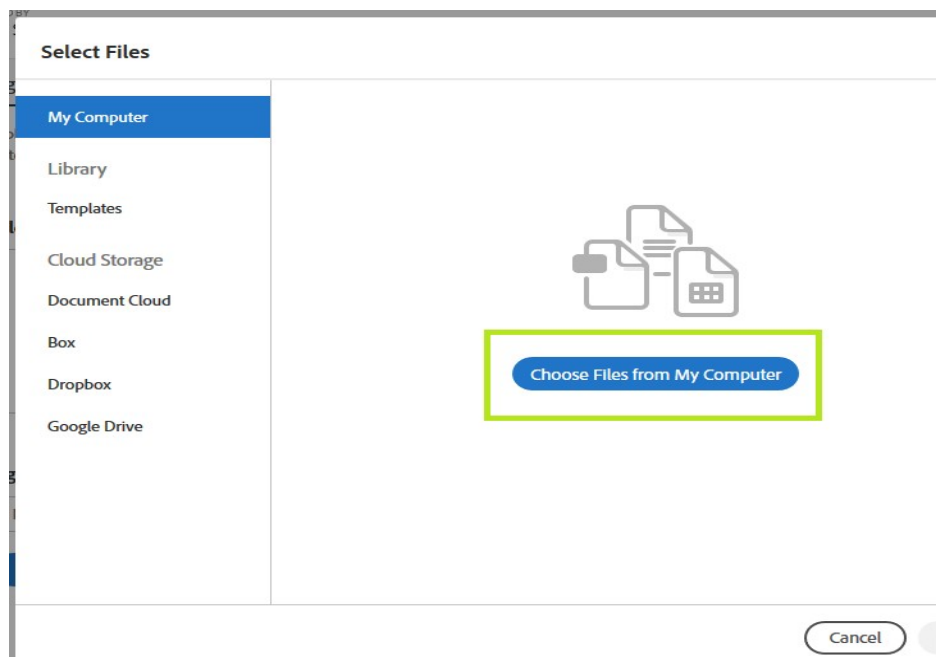 Select Files
My Computer
Library
Templates
Cloud Storage
Document Cloud
Box
Dropbox
Google Drive
Choose Files from My Computer
Cancel